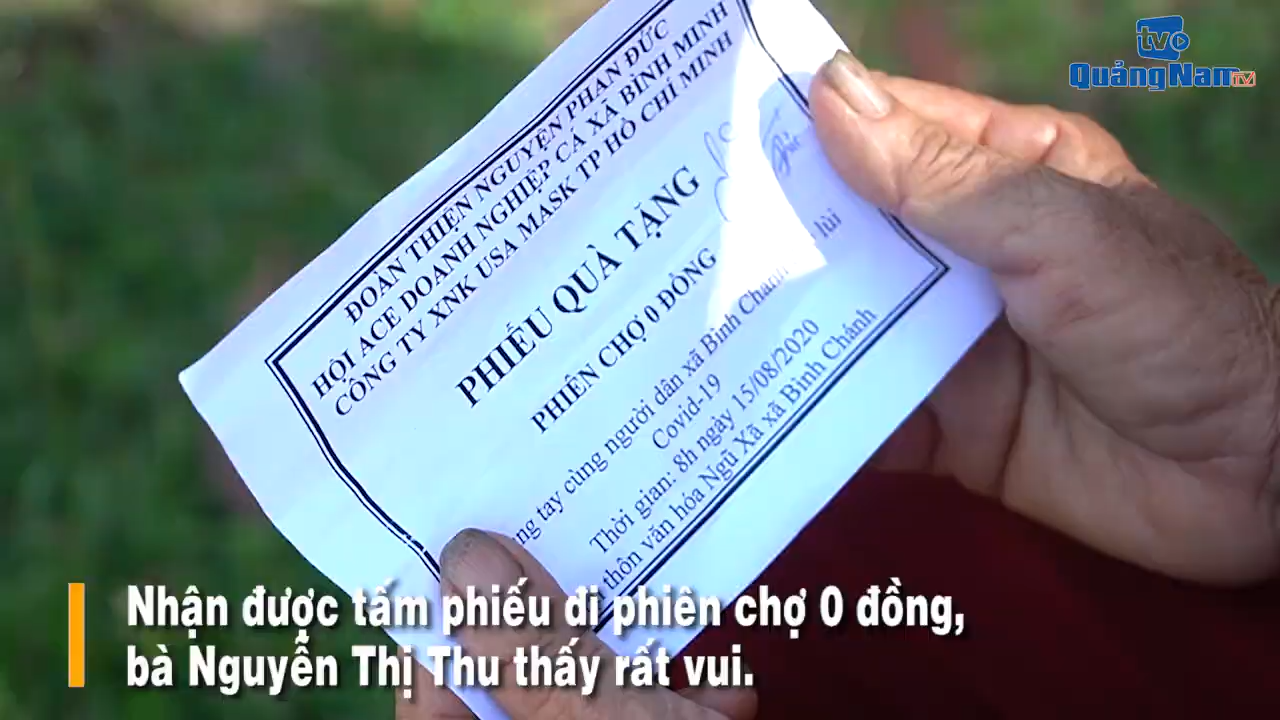 tv
QuảngNamTV
ĐOÀN THIỆN NGUYỆN PHAN ĐỨC
HỘI ACE DOANH NGHIỆP CÁ XÃ BÌNH MINH
CÔNG TY XNK USA MASK TP HỒ CHÍ MINH
PHIẾU QUÀ TẶNG
PHIÊN CHỢ 0 ĐỒNG
tay cùng người dân xã Bình Chánh lùi
Covid-19
Thời gian: 8h ngày 15/08/2020
thôn văn hóa Ngũ Xã xã Bình Chánh
Nhận được tấm phiếu đi phiên chợ 0 đồng,
bà Nguyễn Thị Thu thấy rất vui.